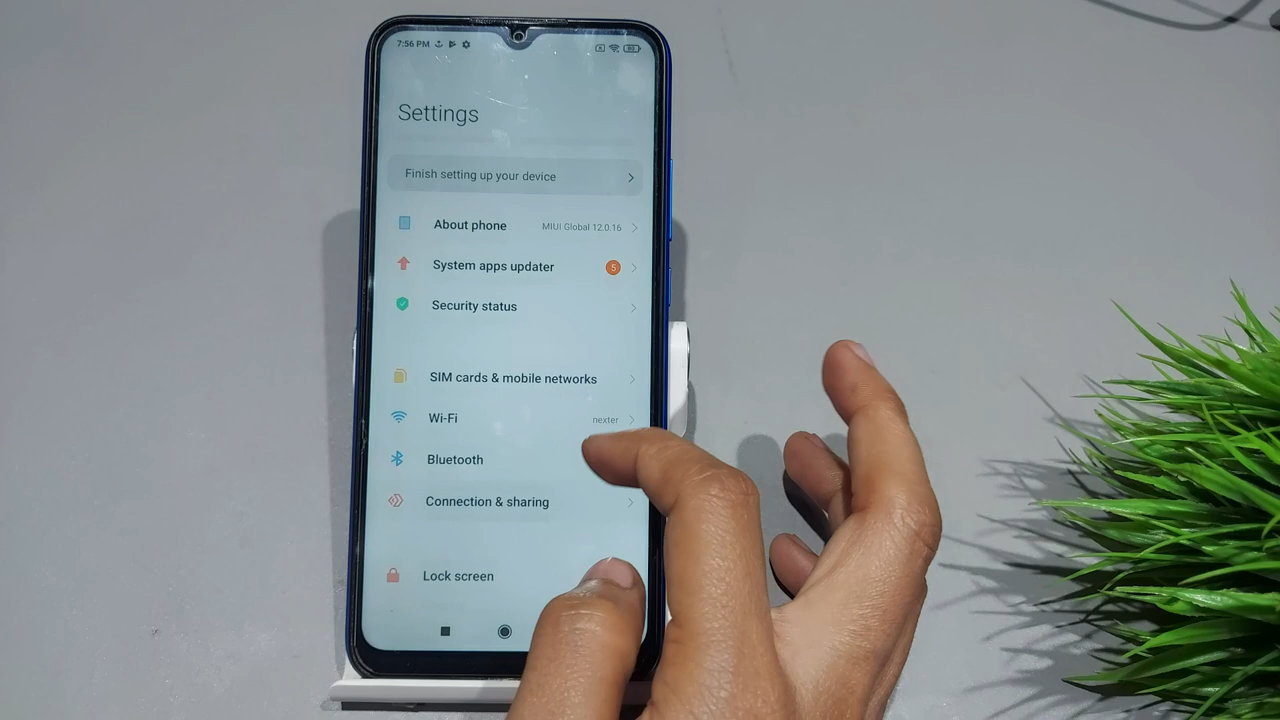 7:56 PM
80
Settings
Finish setting up your device
About phone MIUI Global 12.0.16
System apps updater 5
Security status
SIM cards & mobile networks
Wi-Fi nexter
Bluetooth
Connection & sharing
Lock screen